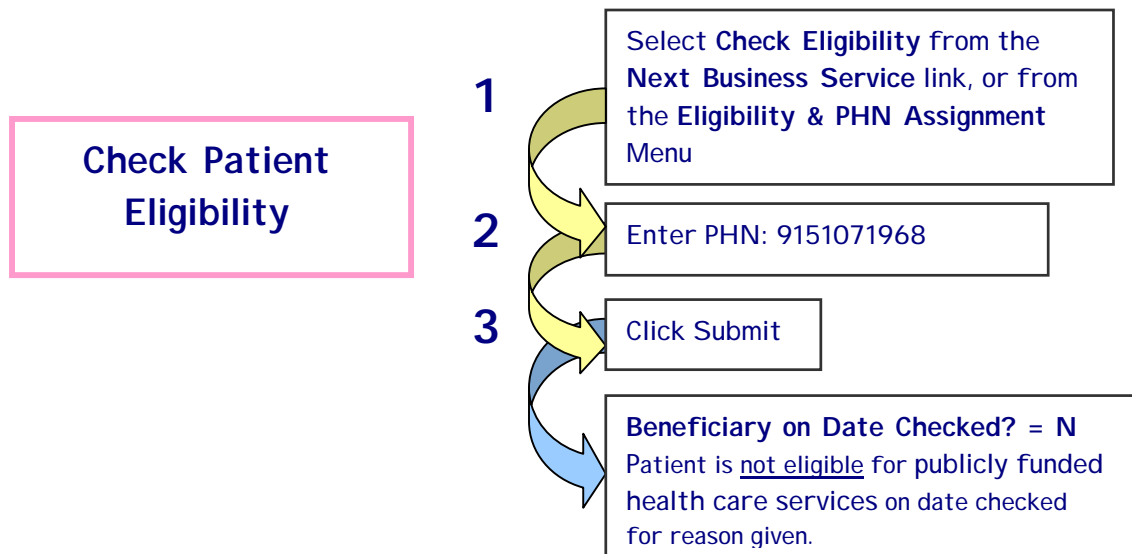 Check Patient
Eligibility
1
Select Check Eligibility from the
Next Business Service link, or from
the Eligibility & PHN Assignment
Menu
2
Enter PHN: 9151071968
3
Click Submit
Beneficiary on Date Checked? = N
Patient is not eligible for publicly funded
health care services on date checked
for reason given.